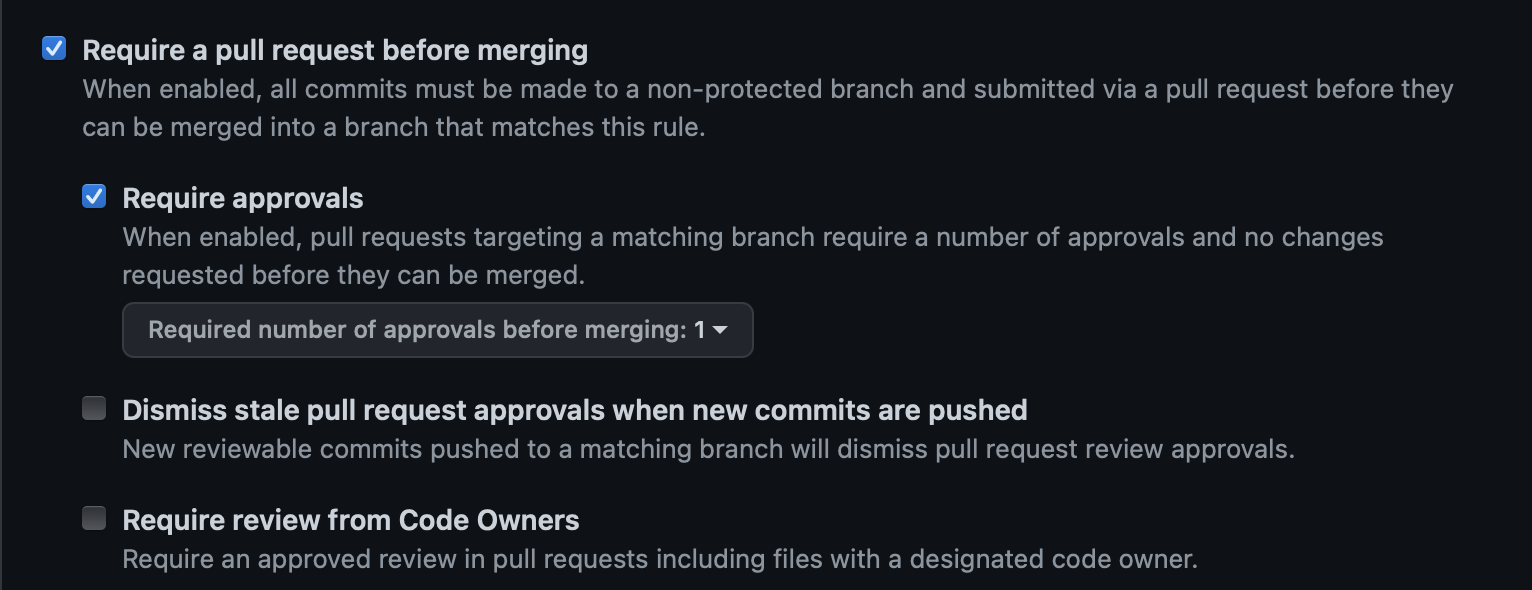 Require a pull request before merging
When enabled, all commits must be made to a non-protected branch and submitted via a pull request before they
can be merged into a branch that matches this rule.
Require approvals
When enabled, pull requests targeting a matching branch require a number of approvals and no changes
requested before they can be merged.
Required number of approvals before merging: 1
Dismiss stale pull request approvals when new commits are pushed
New reviewable commits pushed to a matching branch will dismiss pull request review approvals.
Require review from Code Owners
Require an approved review in pull requests including files with a designated code owner.